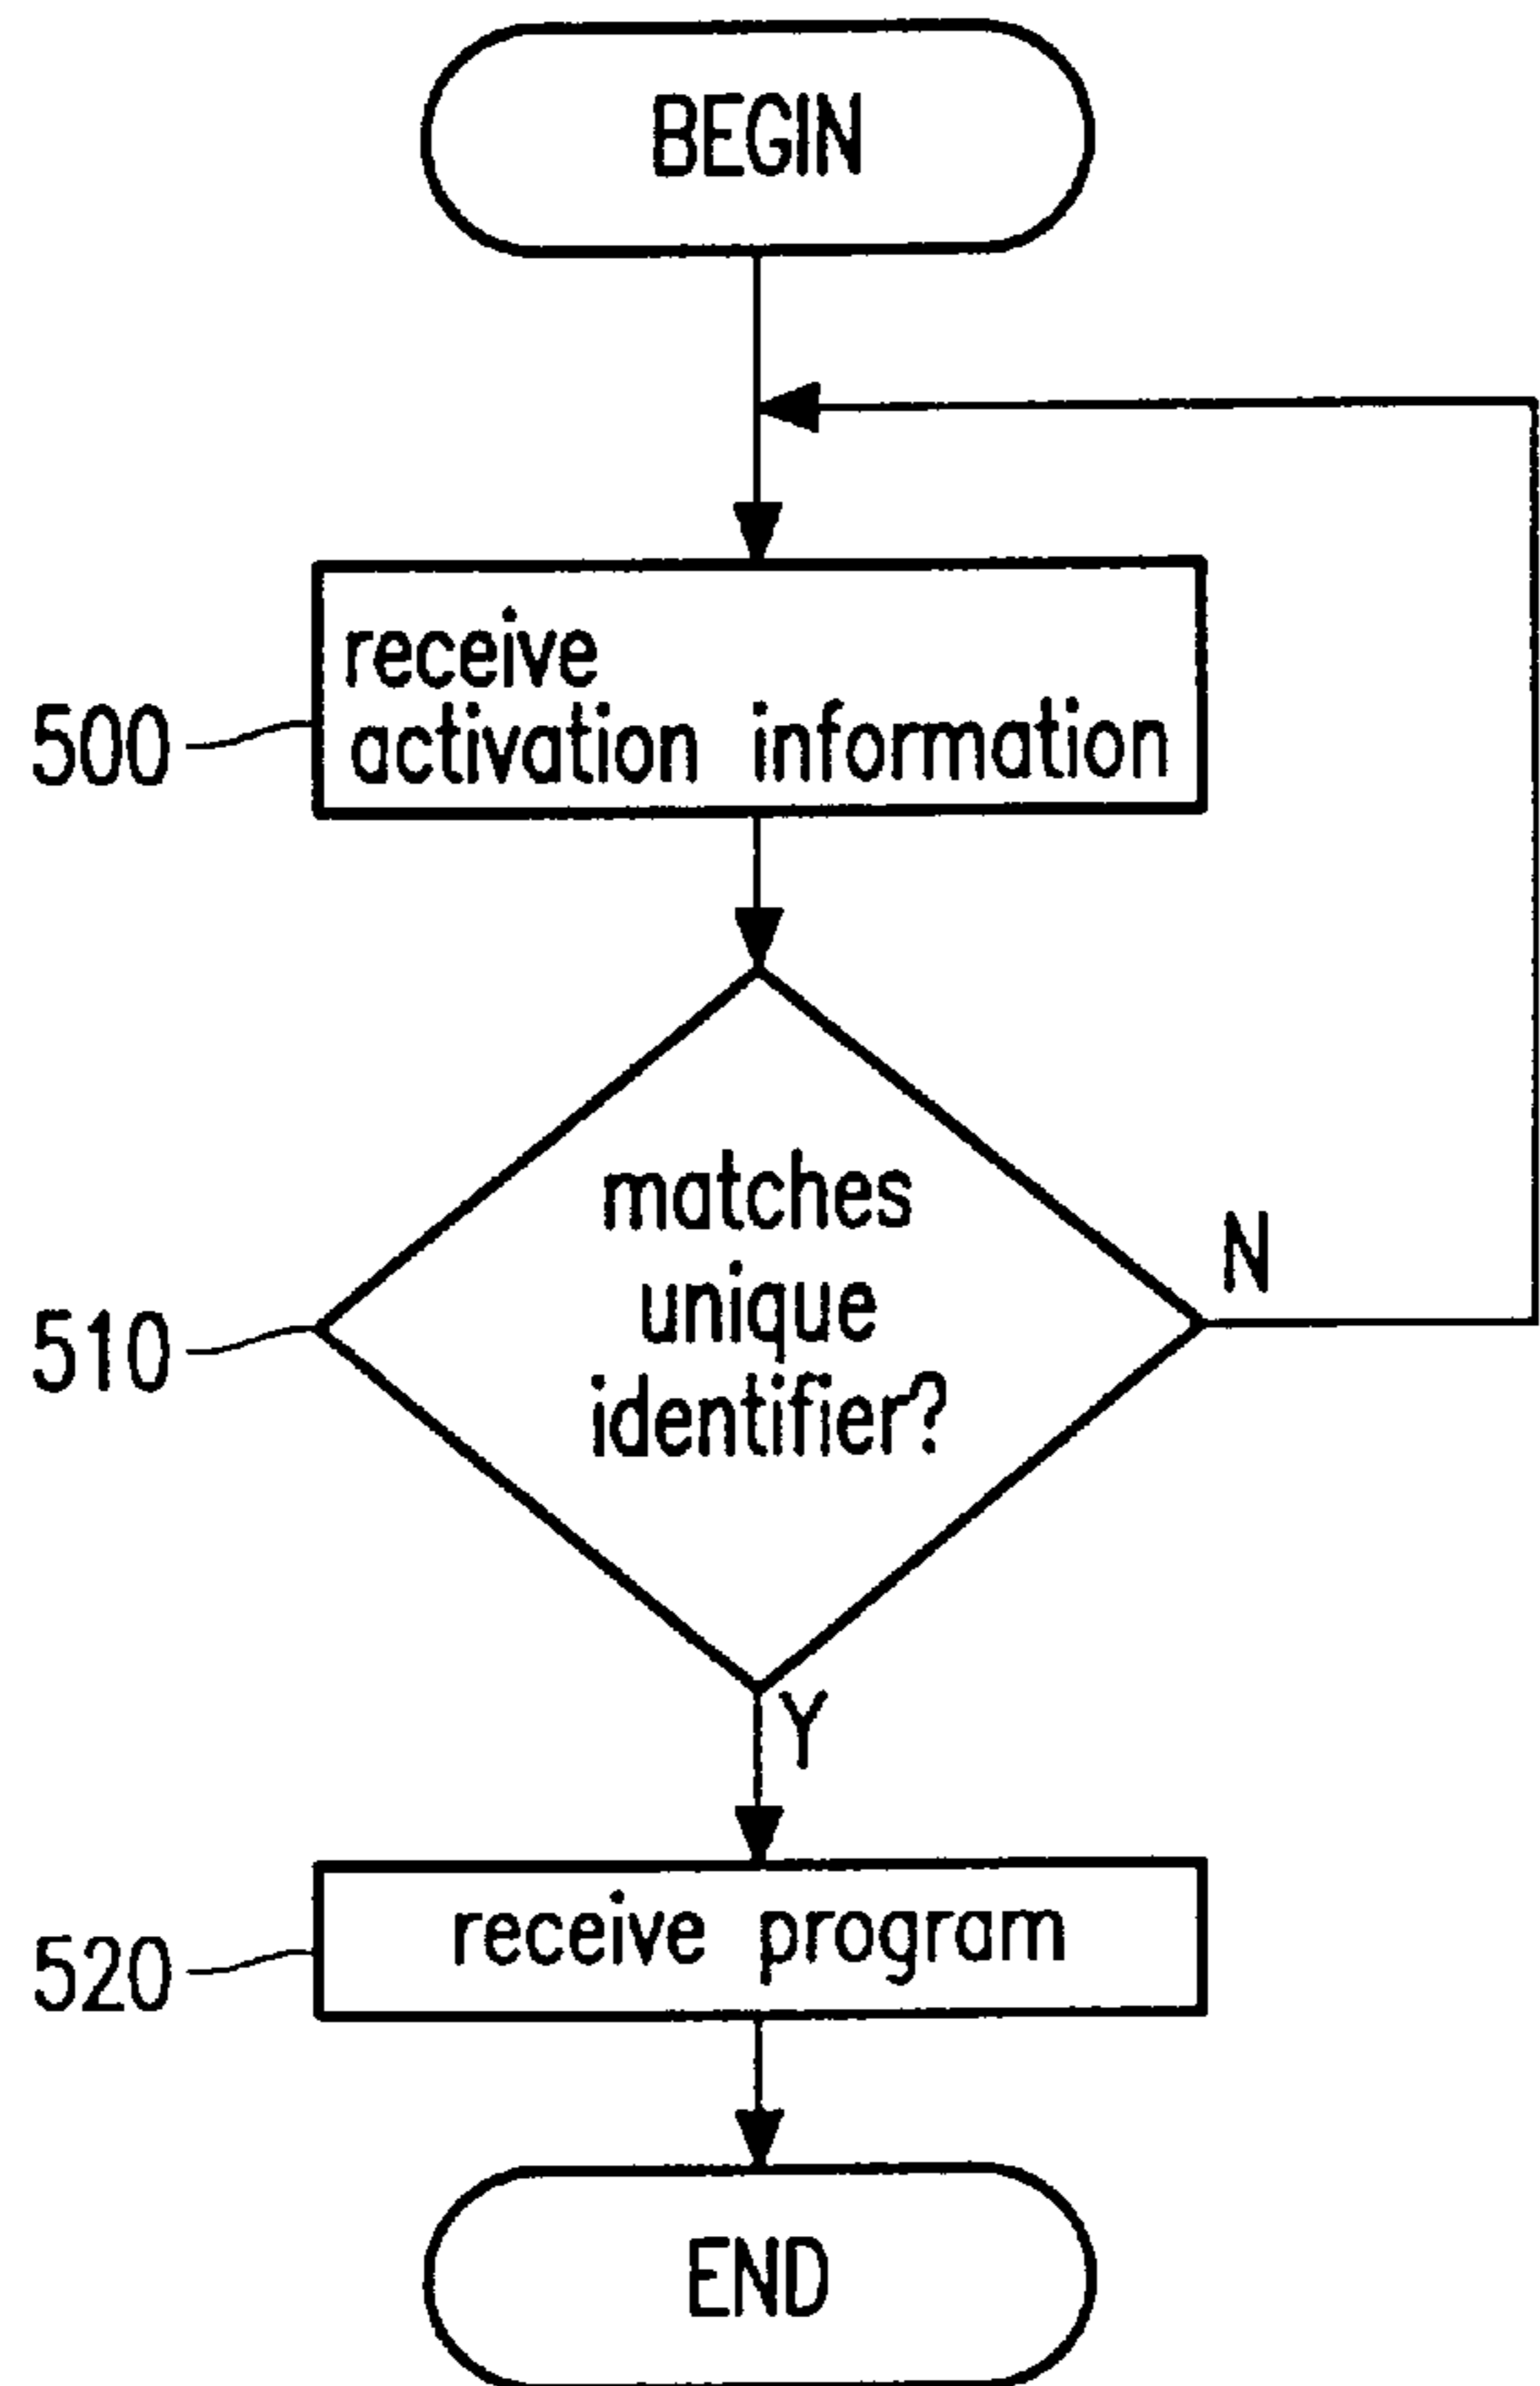 BEGIN
receive
activation information
500
matches
unique
identifier?
510
N
Y
receive program
520
END